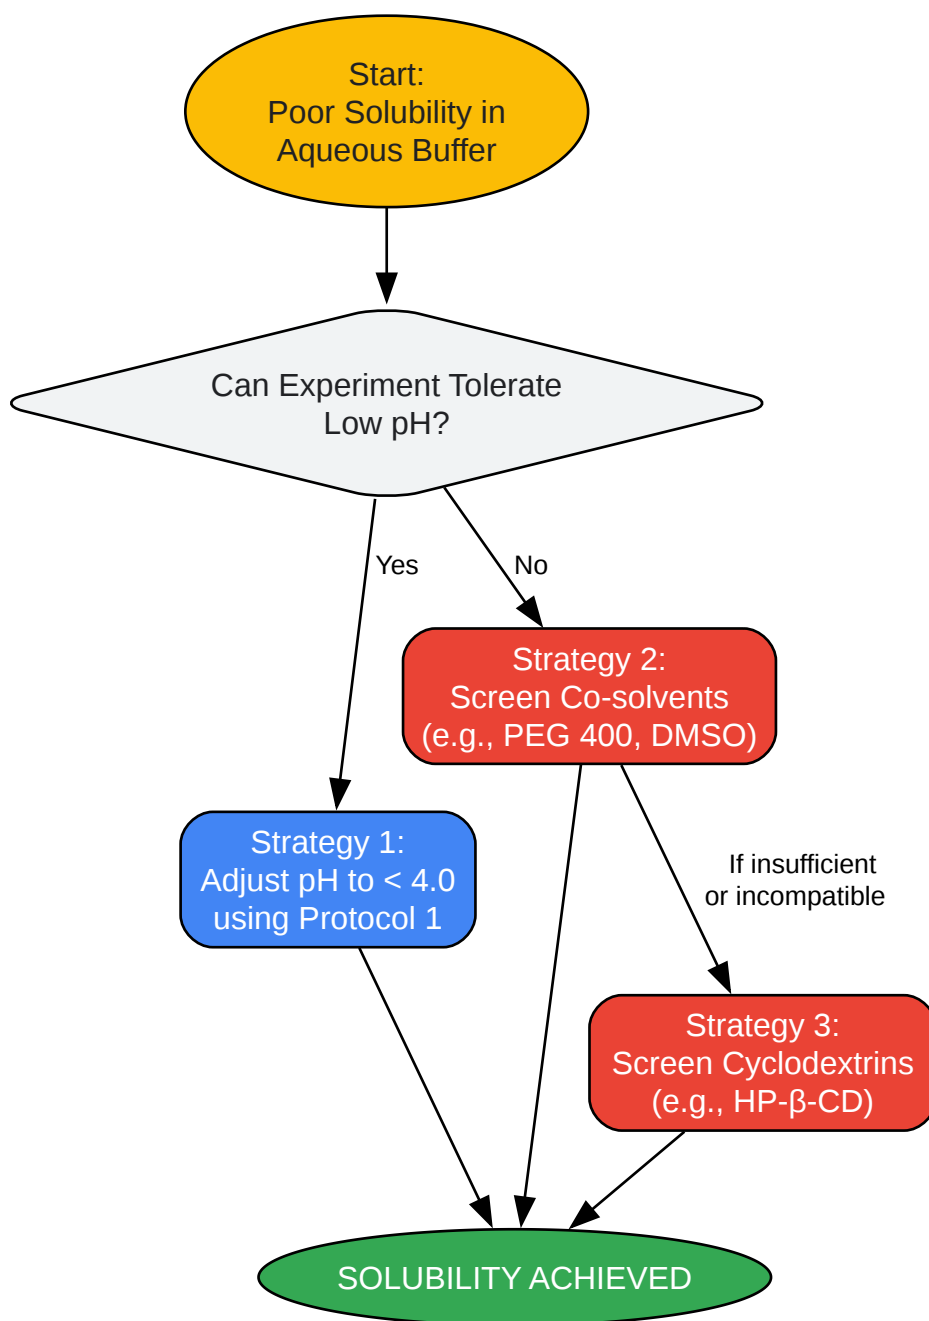 Start:
Poor Solubility in
Aqueous Buffer
Can Experiment Tolerate
Low pH?
Yes
No
Strategy 2:
Screen Co-solvents
(e.g., PEG 400, DMSO)
Strategy 1:
Adjust pH to < 4.0
using Protocol 1
If insufficient
or incompatible
Strategy 3:
Screen Cyclodextrins
(e.g., HP-β-CD)
SOLUBILITY ACHIEVED